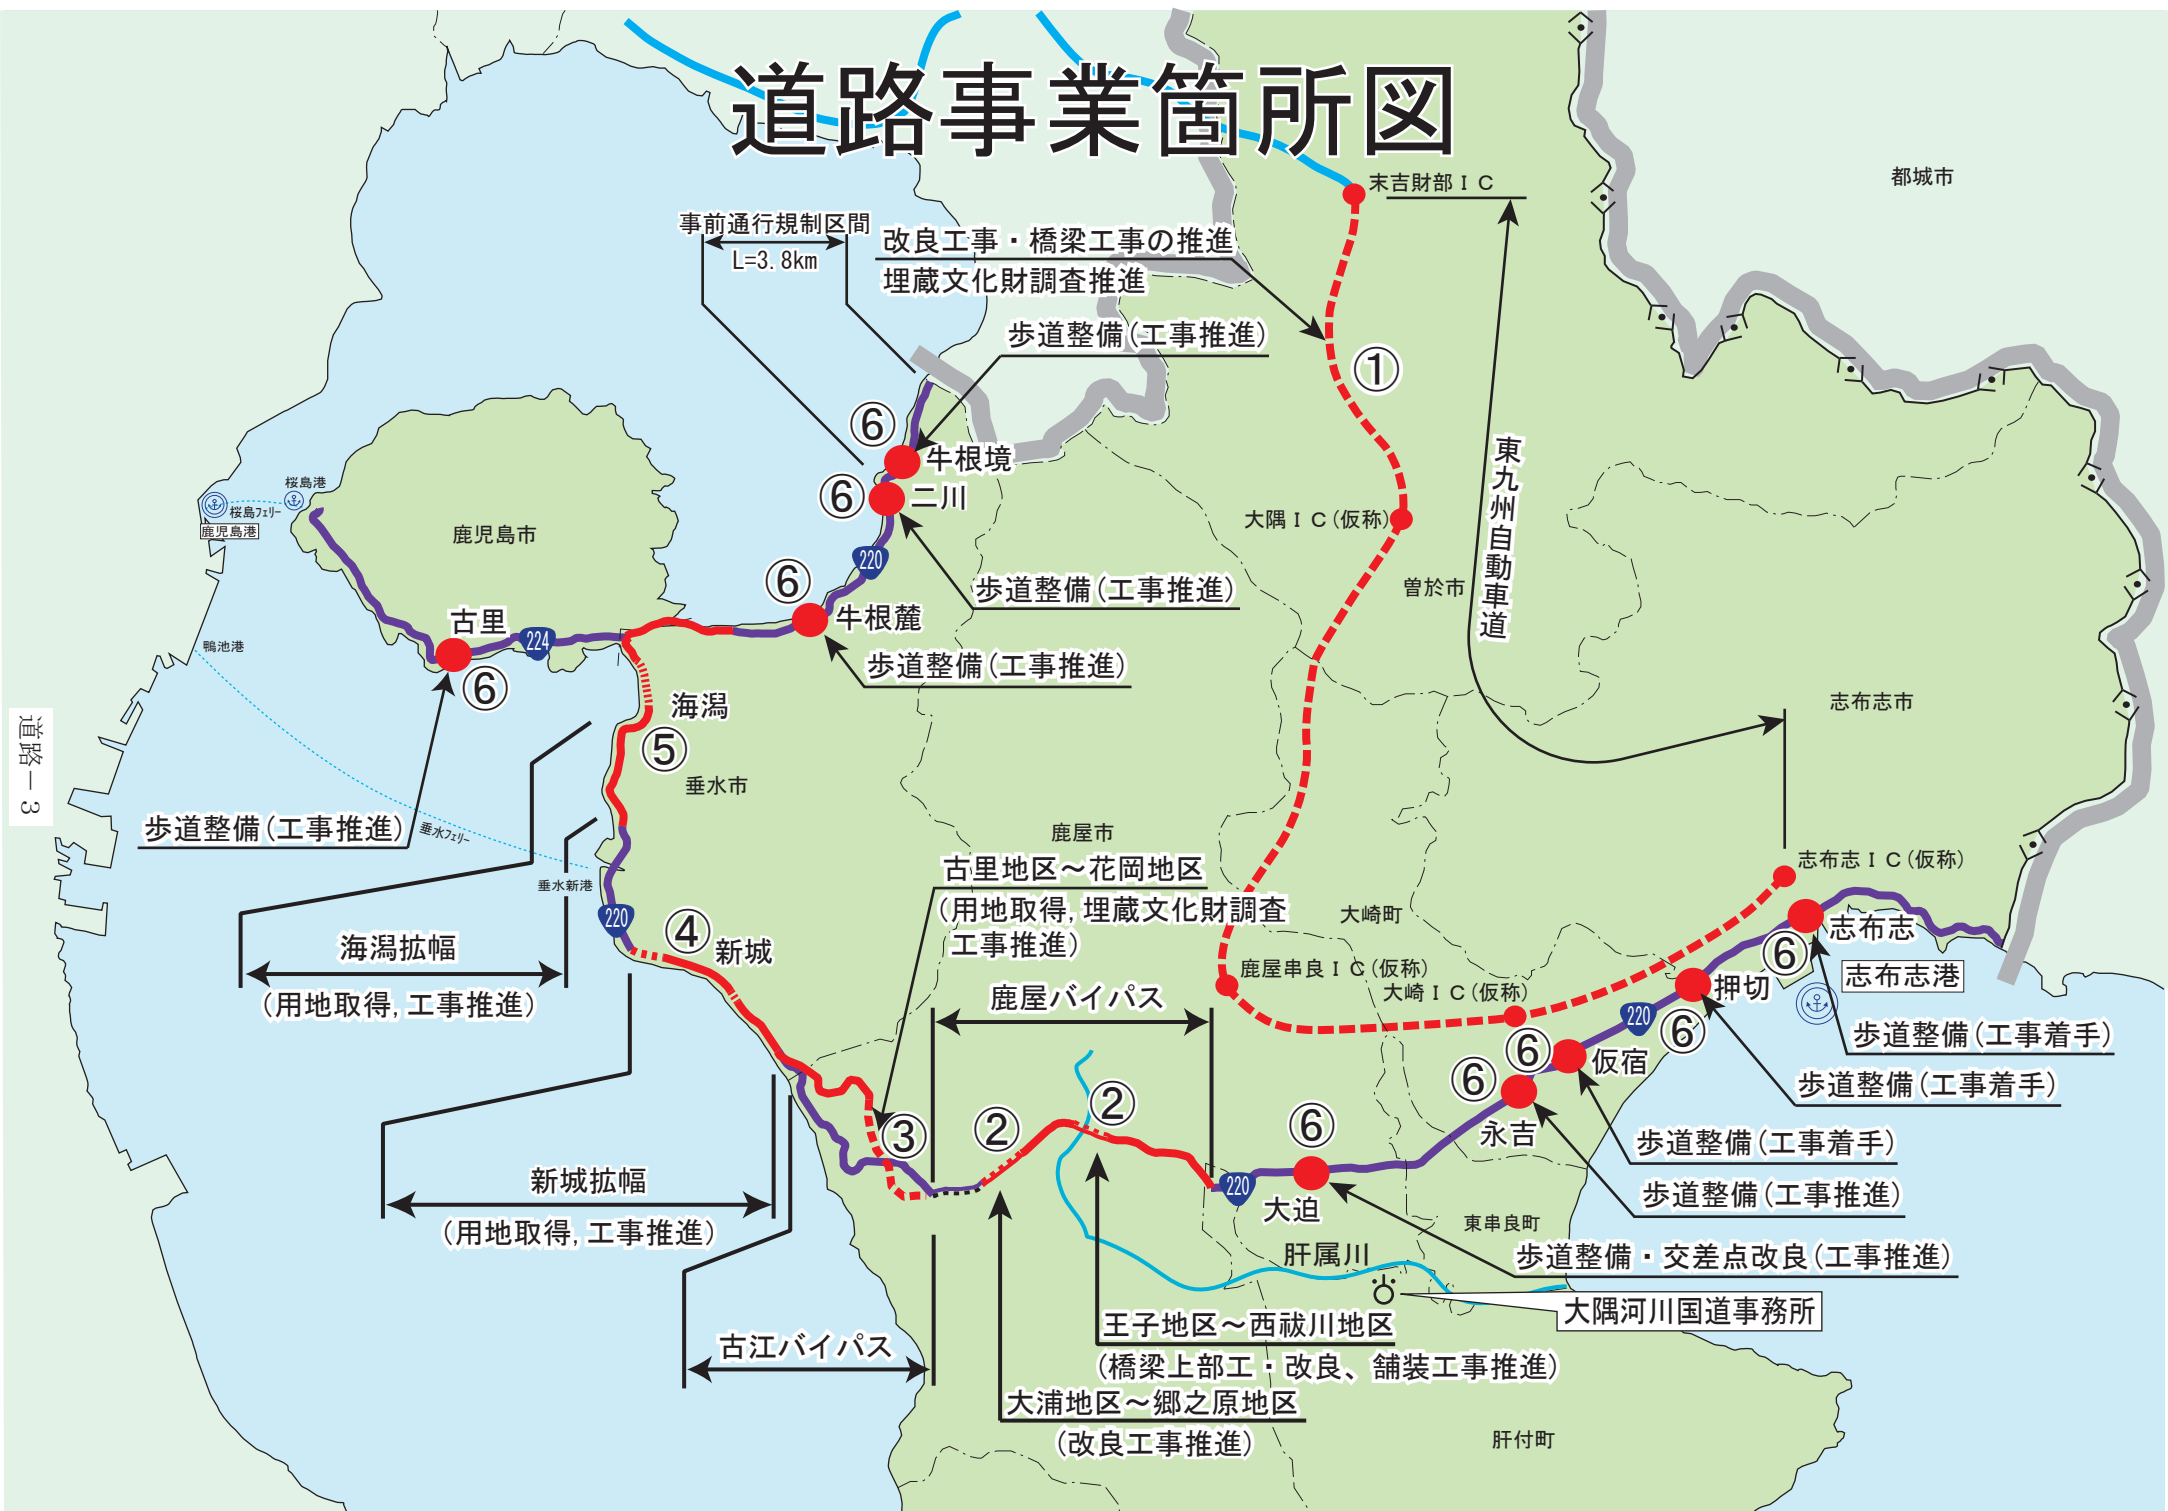 道路事業箇所図
末吉財部ＩＣ
都城市
事前通行規制区間
L=3.8km
改良工事・橋梁工事の推進
埋蔵文化財調査推進
歩道整備(工事推進)
①
⑥
牛根境
⑥
二川
桜島港
桜島フェリー
鹿児島港
鹿児島市
大隅ＩＣ(仮称)
東九州自動車道
220
⑥
歩道整備(工事推進)
曽於市
牛根麓
古里
224
鴨池港
歩道整備(工事推進)
⑥
海潟
志布志市
道路－3
⑤
垂水市
歩道整備(工事推進)
垂水フェリー
鹿屋市
志布志ＩＣ(仮称)
古里地区～花岡地区
(用地取得,埋蔵文化財調査
工事推進)
垂水新港
220
④
新城
大崎町
志布志
⑥
海潟拡幅
(用地取得,工事推進)
鹿屋串良ＩＣ(仮称)
大崎ＩＣ(仮称)
志布志港
押切
鹿屋バイパス
220
⑥
歩道整備(工事着手)
⑥
仮宿
⑥
歩道整備(工事着手)
②
③
②
⑥
永吉
歩道整備(工事着手)
新城拡幅
(用地取得,工事推進)
220
大迫
歩道整備(工事推進)
東串良町
肝属川
歩道整備・交差点改良(工事推進)
大隅河川国道事務所
古江バイパス
王子地区～西祓川地区
(橋梁上部工・改良、舗装工事推進)
大浦地区～郷之原地区
(改良工事推進)
肝付町